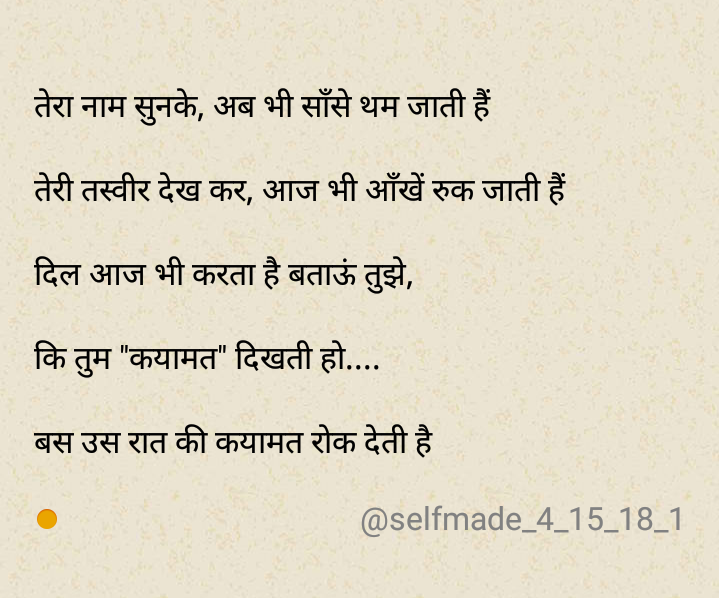 तेरा नाम सुनके, अब भी साँसे थम जाती हैं
तेरी तस्वीर देख कर, आज भी आँखें रुक जाती हैं
दिल आज भी करता है बताऊं तुझे,
कि तुम "कयामत" दिखती हो....
बस उस रात की कयामत रोक देती है
@selfmade_4_15_18_1